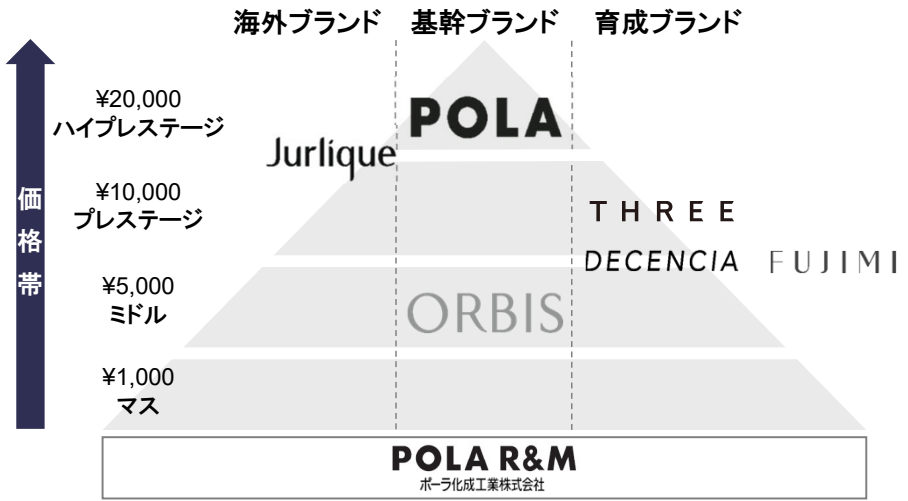 海外ブランド 基幹ブランド 育成ブランド
¥20,000
ハイプレステージ
POLA
Jurlique
価格帯
¥10,000
プレステージ
THREE
DECENCIA FUJIMI
¥5,000
ミドル
ORBIS
¥1,000
マス
POLA R&M
ポーラ化成工業株式会社